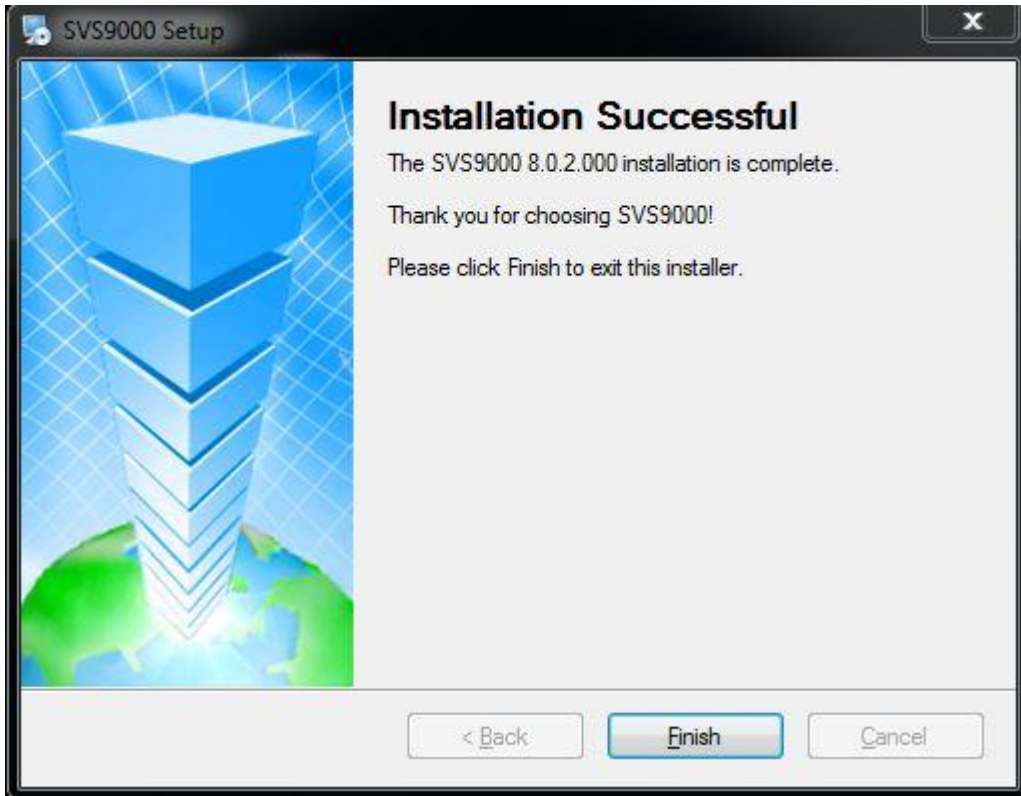 SVS9000 Setup
Installation Successful
The SVS9000 8.0.2.000 installation is complete.
Thank you for choosing SVS9000!
Please click Finish to exit this installer.
< Back
Finish
Cancel